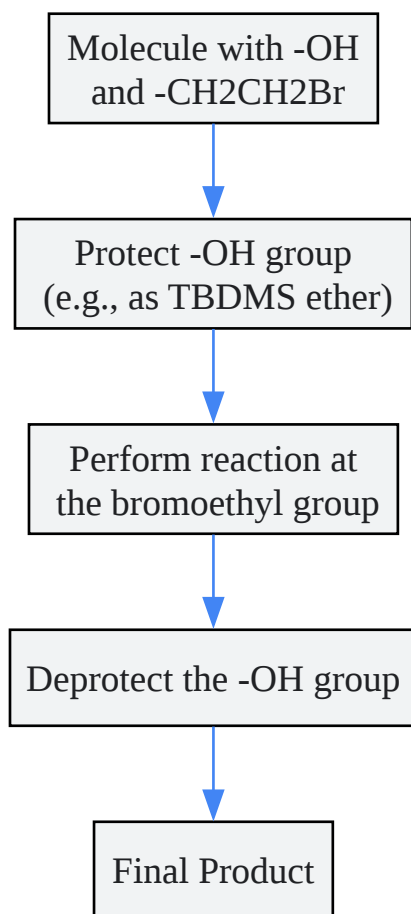 Molecule with -OH
and -CH2CH2Br
Protect -OH group
(e.g., as TBDMS ether)
Perform reaction at
the bromoethyl group
Deprotect the -OH group
Final Product